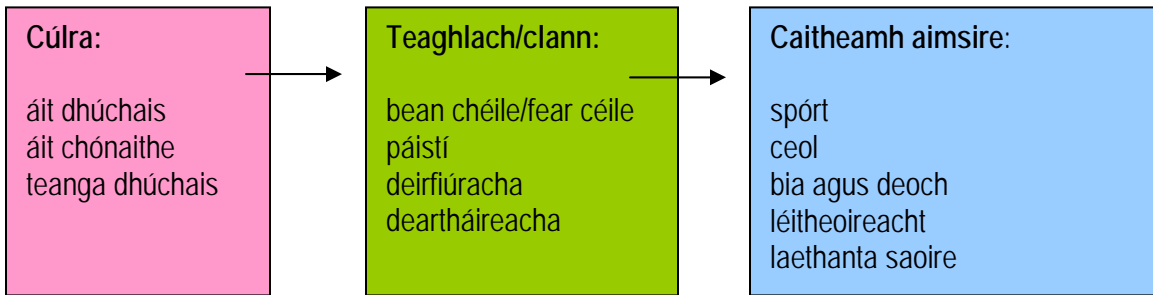 Cúlra:
áit dhúchais
áit chónaithe
teanga dhúchais
Teaghlach/clann:
bean chéile/fear céile
páistí
deirfiúracha
deartháireacha
Caitheamh aimsire:
spórt
ceol
bia agus deoch
léitheoireacht
laethanta saoire